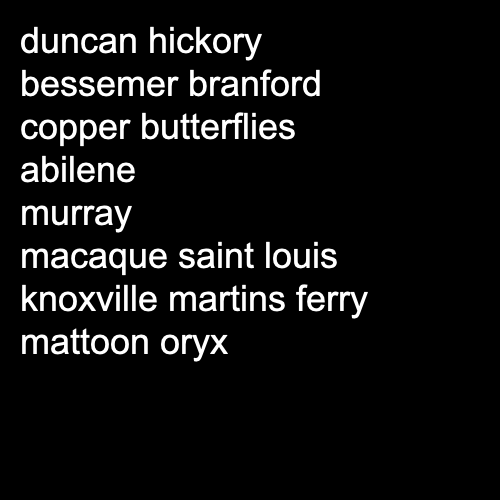 duncan hickory
bessemer branford
copper butterflies
abilene
murray
macaque saint louis
knoxville martins ferry
mattoon oryx